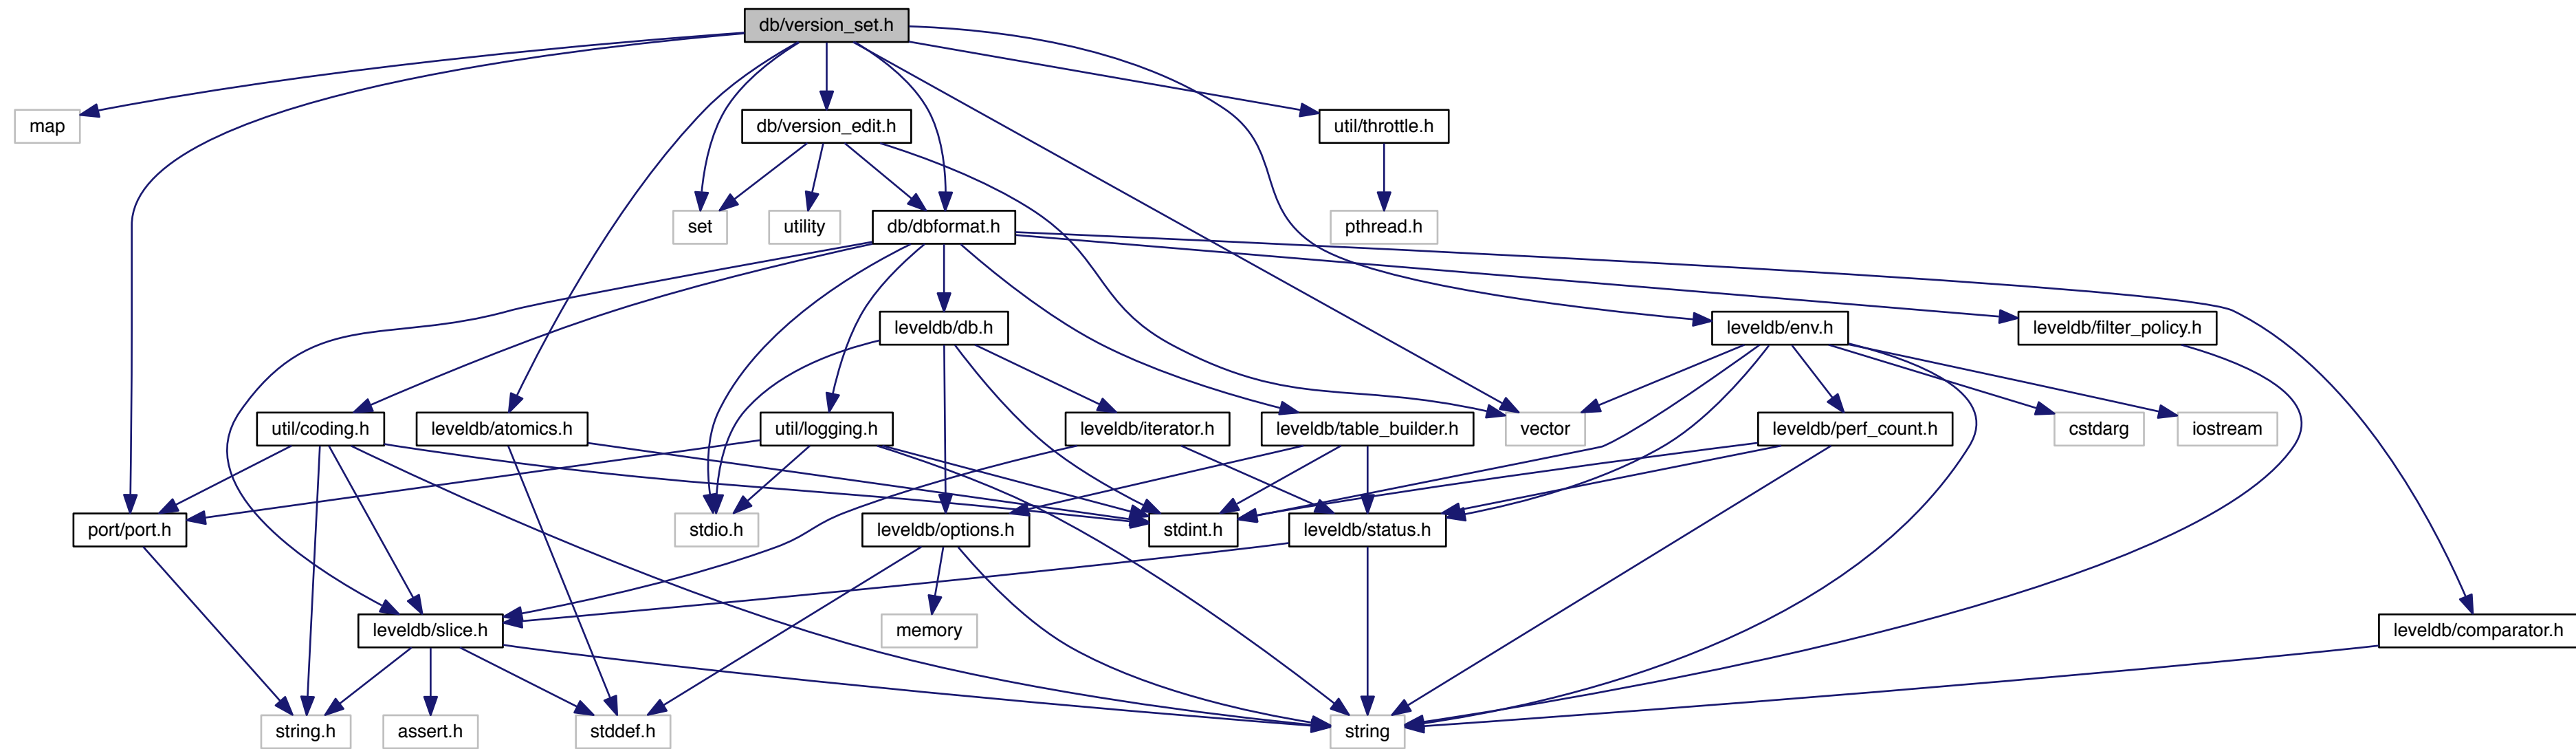 db/version_set.h
map
db/version_edit.h
util/throttle.h
set
utility
db/dbformat.h
pthread.h
leveldb/db.h
leveldb/env.h
leveldb/filter_policy.h
util/coding.h
leveldb/atomics.h
util/logging.h
leveldb/iterator.h
leveldb/table_builder.h
vector
leveldb/perf_count.h
cstdarg
iostream
port/port.h
stdio.h
leveldb/options.h
stdint.h
leveldb/status.h
leveldb/slice.h
memory
leveldb/comparator.h
string.h
assert.h
stddef.h
string